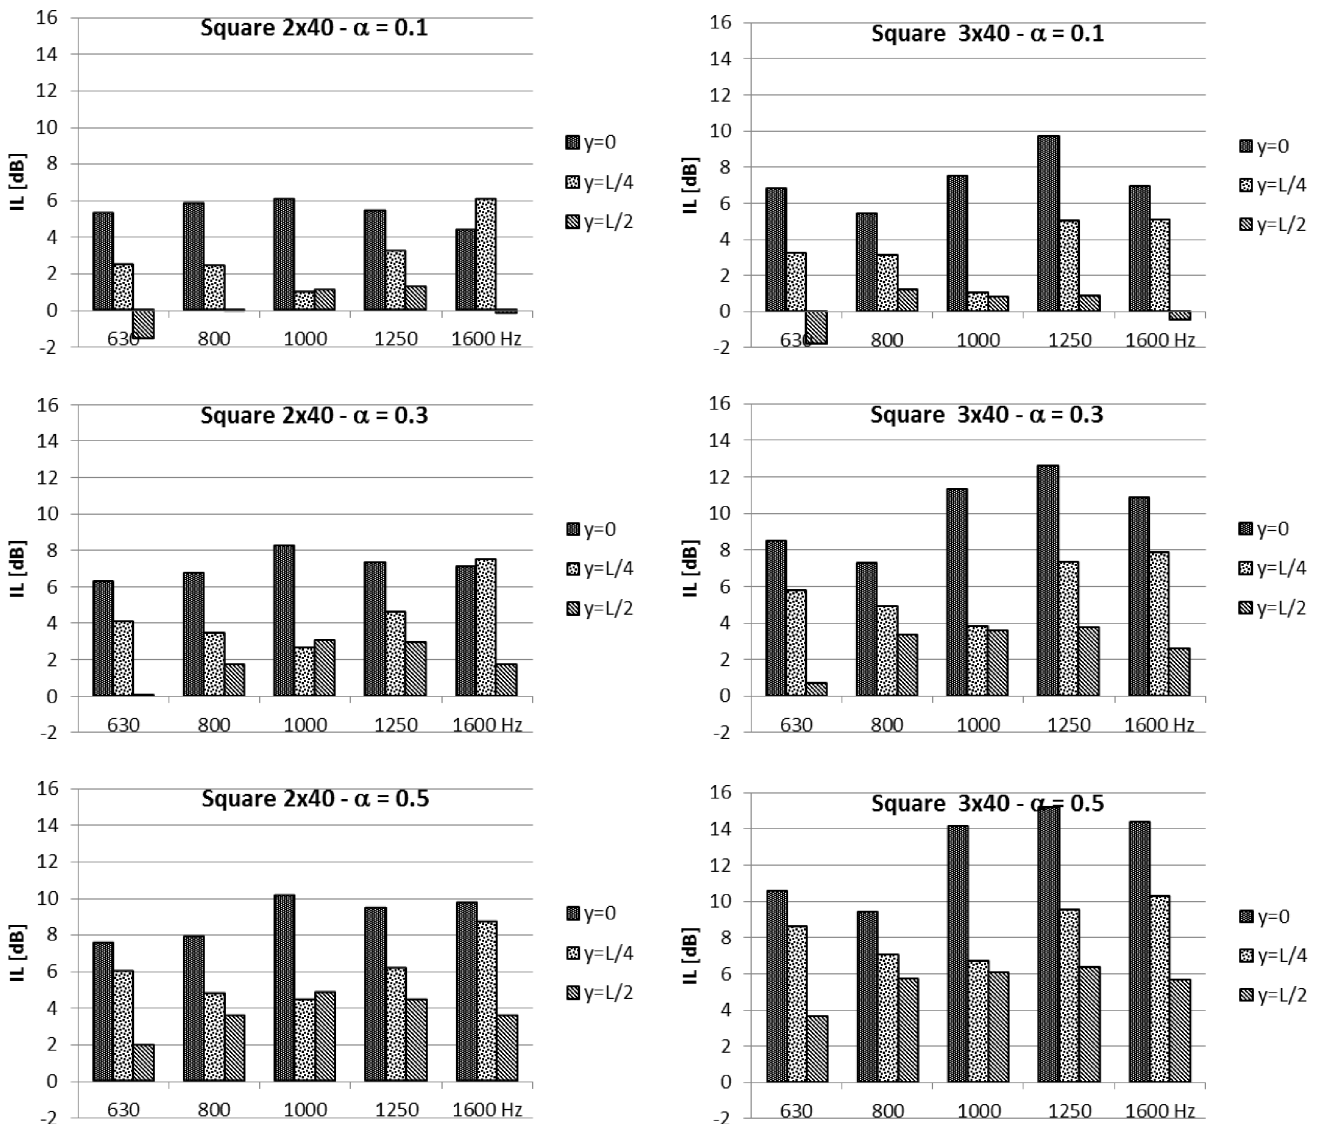 Square 2x40 - α = 0.1
16
14
12
10
8
6
4
2
0
-2
IL [dB]
630 800 1000 1250 1600 Hz
y=0
y=L/4
y=L/2
Square 3x40 - α = 0.1
16
14
12
10
8
6
4
2
0
-2
IL [dB]
630 800 1000 1250 1600 Hz
y=0
y=L/4
y=L/2
Square 2x40 - α = 0.3
16
14
12
10
8
6
4
2
0
-2
IL [dB]
630 800 1000 1250 1600 Hz
y=0
y=L/4
y=L/2
Square 3x40 - α = 0.3
16
14
12
10
8
6
4
2
0
-2
IL [dB]
630 800 1000 1250 1600 Hz
y=0
y=L/4
y=L/2
Square 2x40 - α = 0.5
16
14
12
10
8
6
4
2
0
-2
IL [dB]
630 800 1000 1250 1600 Hz
y=0
y=L/4
y=L/2
Square 3x40 - α = 0.5
16
14
12
10
8
6
4
2
0
-2
IL [dB]
630 800 1000 1250 1600 Hz
y=0
y=L/4
y=L/2